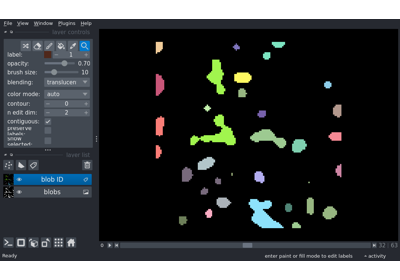 File View Window Plugins Help
layer controls
label: 1
opacity: 0.70
brush size: 10
blending: translucen
color mode: auto
contour: 0
n edit dim: 2
contiguous:
preserve labels:
show selected:
layer list
blob ID
blobs
0 32 63
Ready enter paint or fill mode to edit labels activity